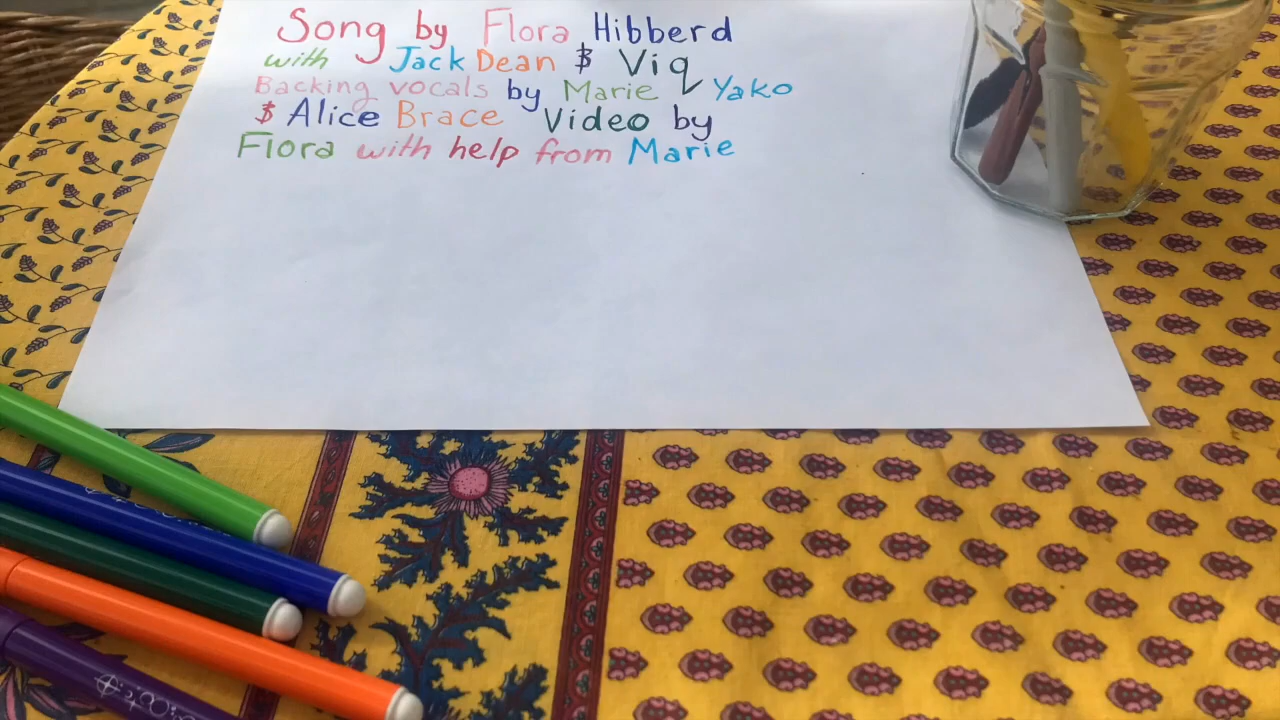 Song by Flora Hibberd
with Jack Dean $ Viq
Backing vocals by Marie Yako
$ Alice Brace Video by
Flora with help from Marie